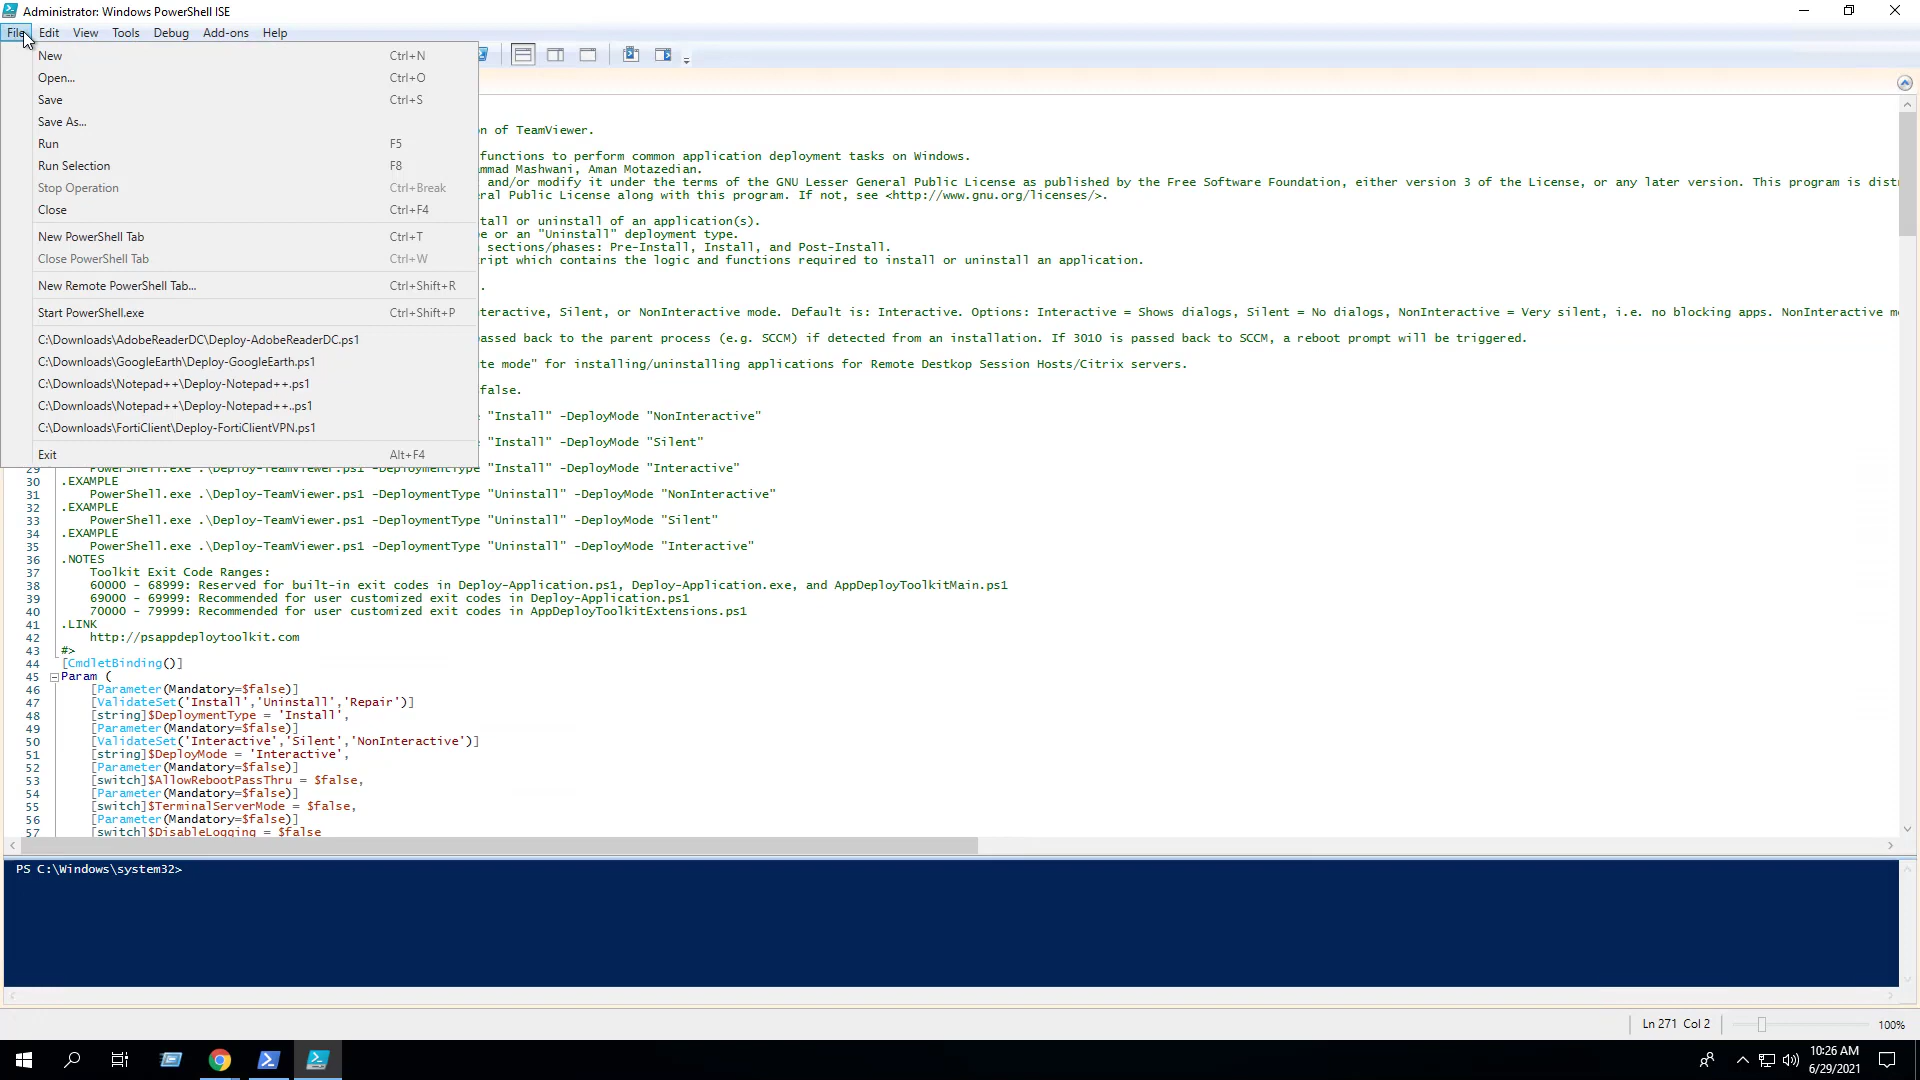 Administrator: Windows PowerShell ISE
File Edit View Tools Debug Add-ons Help
New Ctrl+N
Open... Ctrl+O
Save Ctrl+S
Save As...
Run F5
Run Selection F8
Stop Operation Ctrl+Break
Close Ctrl+F4
New PowerShell Tab Ctrl+T
Close PowerShell Tab Ctrl+W
New Remote PowerShell Tab... Ctrl+Shift+R
Start PowerShell.exe Ctrl+Shift+P
C:\Downloads\AdobeReaderDC\Deploy-AdobeReaderDC.ps1
C:\Downloads\GoogleEarth\Deploy-GoogleEarth.ps1
C:\Downloads\Notepad++\Deploy-Notepad++.ps1
C:\Downloads\Notepad++\Deploy-Notepad++..ps1
C:\Downloads\FortiClient\Deploy-FortiClientVPN.ps1
Exit Alt+F4
n of TeamViewer.
functions to perform common application deployment tasks on Windows.
mmad Mashwani, Aman Motazedian.
and/or modify it under the terms of the GNU Lesser General Public License as published by the Free Software Foundation, either version 3 of the License, or any later version. This program is dist
eral Public License along with this program. If not, see <http://www.gnu.org/licenses/>.
tall or uninstall of an application(s).
pe or an "Uninstall" deployment type.
n sections/phases: Pre-Install, Install, and Post-Install.
ript which contains the logic and functions required to install or uninstall an application.
.
nteractive, Silent, or NonInteractive mode. Default is: Interactive. Options: Interactive = Shows dialogs, Silent = No dialogs, NonInteractive = Very silent, i.e. no blocking apps. NonInteractive m
assed back to the parent process (e.g. SCCM) if detected from an installation. If 3010 is passed back to SCCM, a reboot prompt will be triggered.
te mode" for installing/uninstalling applications for Remote Destkop Session Hosts/Citrix servers.
false.
"Install" -DeployMode "NonInteractive"
"Install" -DeployMode "Silent"
29 PowerShell.exe .\Deploy-TeamViewer.ps1 -DeploymentType "Install" -DeployMode "Interactive"
30 .EXAMPLE
31 PowerShell.exe .\Deploy-TeamViewer.ps1 -DeploymentType "Uninstall" -DeployMode "NonInteractive"
32 .EXAMPLE
33 PowerShell.exe .\Deploy-TeamViewer.ps1 -DeploymentType "Uninstall" -DeployMode "Silent"
34 .EXAMPLE
35 PowerShell.exe .\Deploy-TeamViewer.ps1 -DeploymentType "Uninstall" -DeployMode "Interactive"
36 .NOTES
37 Toolkit Exit Code Ranges:
38 60000 - 68999: Reserved for built-in exit codes in Deploy-Application.ps1, Deploy-Application.exe, and AppDeployToolkitMain.ps1
39 69000 - 69999: Recommended for user customized exit codes in Deploy-Application.ps1
40 70000 - 79999: Recommended for user customized exit codes in AppDeployToolkitExtensions.ps1
41 .LINK
42 http://psappdeploytoolkit.com
43 #>
44 [CmdletBinding()]
45 Param (
46 [Parameter(Mandatory=$false)]
47 [ValidateSet('Install','Uninstall','Repair')]
48 [string]$DeploymentType = 'Install',
49 [Parameter(Mandatory=$false)]
50 [ValidateSet('Interactive','Silent','NonInteractive')]
51 [string]$DeployMode = 'Interactive',
52 [Parameter(Mandatory=$false)]
53 [switch]$AllowRebootPassThru = $false,
54 [Parameter(Mandatory=$false)]
55 [switch]$TerminalServerMode = $false,
56 [Parameter(Mandatory=$false)]
57 [switch]$DisableLogging = $false
PS C:\Windows\system32>
Ln 271 Col 2
100%
10:26 AM
6/29/2021